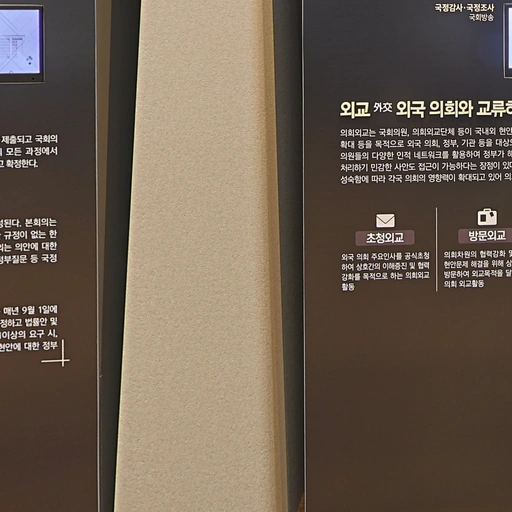 제출되고 국회의
모든 과정에서
고 확정한다.
성된다. 본회의는
규정이 없는 한
의는 의안에 대한
정부질문 등 국정
매년 9월 1일에
정하고 법률안 및
이상의 요구 시,
현안에 대한 정부
국정감사·국정조사
국회방송
외교 外交 외국 의회와 교류하
의회외교는 국회의원, 의회외교단체 등이 국내외 현안
확대 등을 목적으로 외국 의회, 정부, 기관 등을 대상으
의원들의 다양한 인적 네트워크를 활용하여 정부가 하
처리하기 민감한 사안도 접근이 가능하다는 장점이 있다
성숙함에 따라 각국 의회의 영향력이 확대되고 있어 의
초청외교
외국 의회 주요인사를 공식초청
하여 상호간의 이해증진 및 협력
강화를 목적으로 하는 의회외교
활동
방문외교
의회차원의 협력강화 및
현안문제 해결을 위해 상
방문하여 외교목적을 달
의회 외교활동